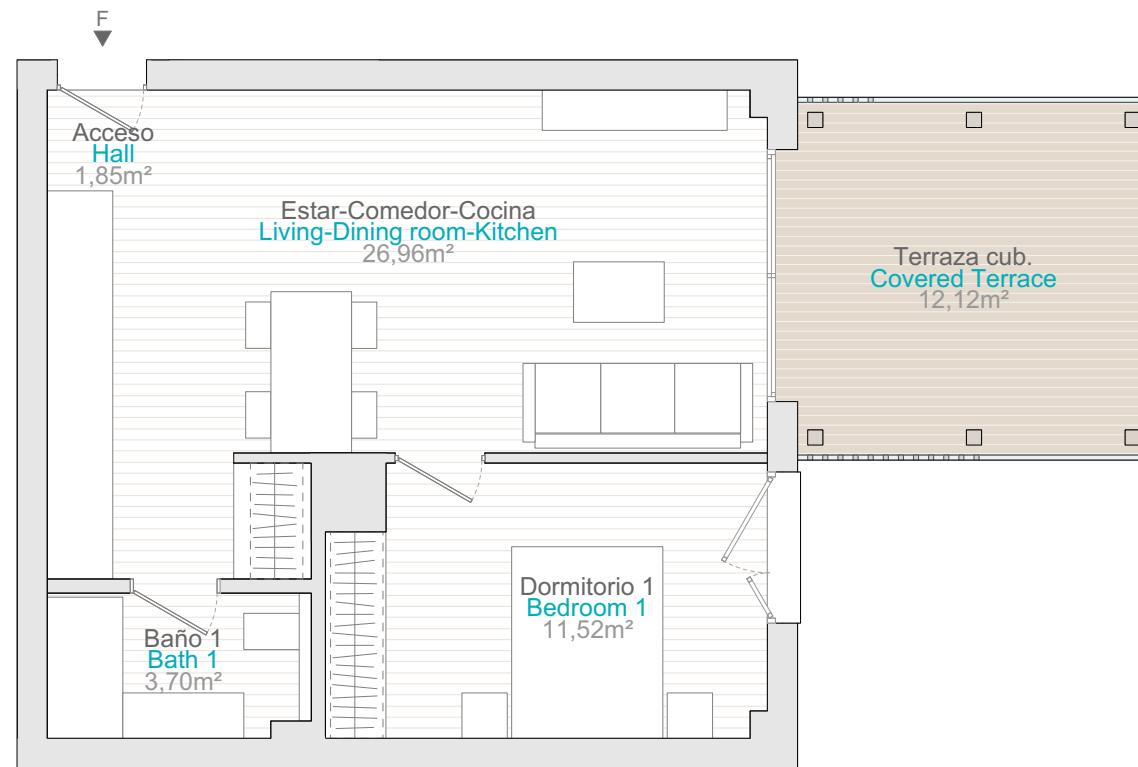 F
Acceso
Hall
1,85m²
Estar-Comedor-Cocina
Living-Dining room-Kitchen
26,96m²
Terraza cub.
Covered Terrace
12,12m²
Dormitorio 1
Bedroom 1
11,52m²
Baño 1
Bath 1
3,70m²